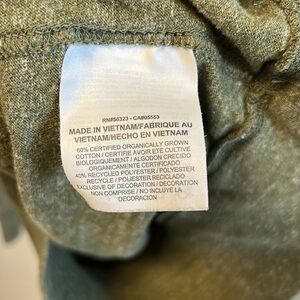 RN#56323 - CA#05553
MADE IN VIETNAM/FABRIQUE AU
VIETNAM/HECHO EN VIETNAM
60% CERTIFIED ORGANICALLY GROWN
COTTON / CERTIFIE AVOIR ETE CULTIVE
BIOLOGIQUEMENT / ALGODON CRECIDO
ORGANICAMENTE CERTIFICADO
40% RECYCLED POLYESTER / POLYESTER
RECYCLE / POLIESTER RECICLADO
EXCLUSIVE OF DECORATION / DECORATION
NON COMPRISE / NO INCLUYE LA
DECORACION